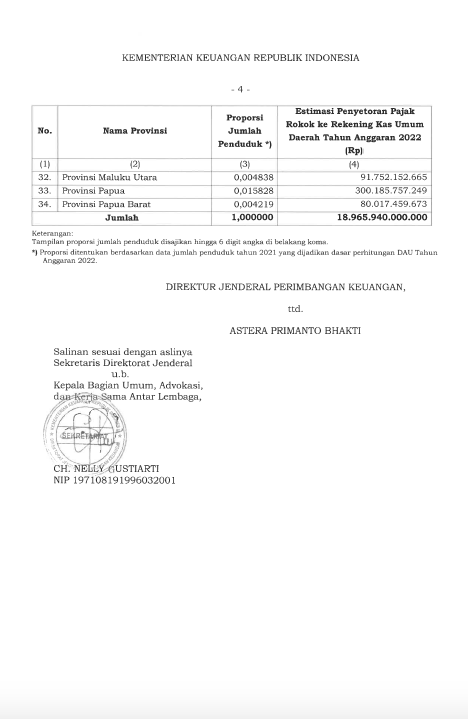 KEMENTERIAN KEUANGAN REPUBLIK INDONESIA
- 4 -
No. Nama Provinsi Proporsi Jumlah Penduduk *) Estimasi Penyetoran Pajak Rokok ke Rekening Kas Umum Daerah Tahun Anggaran 2022 (Rp)
(1) (2) (3) (4)
32. Provinsi Maluku Utara 0,004838 91.752.152.665
33. Provinsi Papua 0,015828 300.185.757.249
34. Provinsi Papua Barat 0,004219 80.017.459.673
Jumlah 1,000000 18.965.940.000.000
Keterangan:
Tampilan proporsi jumlah penduduk disajikan hingga 6 digit angka di belakang koma.
*) Proporsi ditentukan berdasarkan data jumlah penduduk tahun 2021 yang dijadikan dasar perhitungan DAU Tahun
Anggaran 2022.
DIREKTUR JENDERAL PERIMBANGAN KEUANGAN,
ttd.
ASTERA PRIMANTO BHAKTI
Salinan sesuai dengan aslinya
Sekretaris Direktorat Jenderal
u.b.
Kepala Bagian Umum, Advokasi,
dan Kerja Sama Antar Lembaga,
SEKRETARIAT
CH. NELLY GUSTIARTI
NIP 197108191996032001